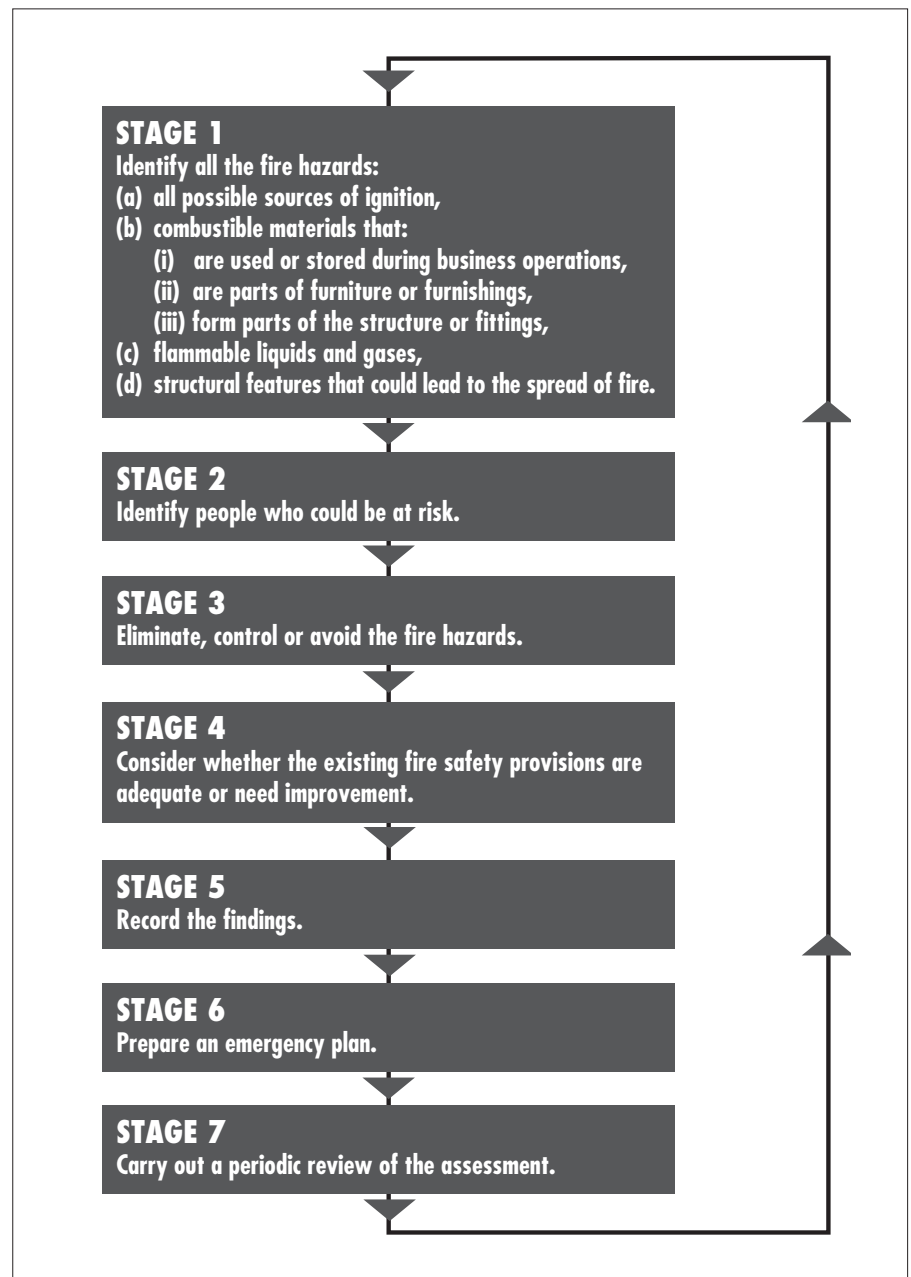 STAGE 1
Identify all the fire hazards:
(a) all possible sources of ignition,
(b) combustible materials that:
(i) are used or stored during business operations,
(ii) are parts of furniture or furnishings,
(iii) form parts of the structure or fittings,
(c) flammable liquids and gases,
(d) structural features that could lead to the spread of fire.
STAGE 2
Identify people who could be at risk.
STAGE 3
Eliminate, control or avoid the fire hazards.
STAGE 4
Consider whether the existing fire safety provisions are
adequate or need improvement.
STAGE 5
Record the findings.
STAGE 6
Prepare an emergency plan.
STAGE 7
Carry out a periodic review of the assessment.